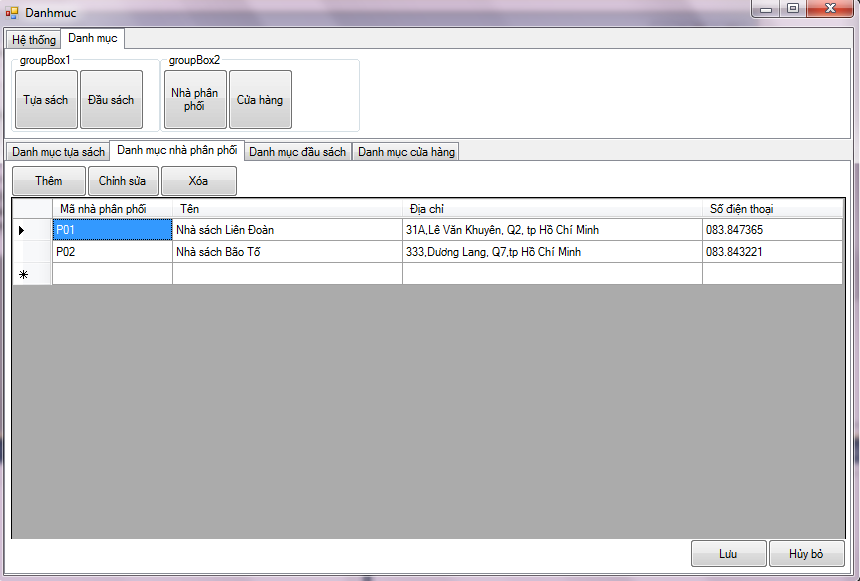 Danhmuc
Hệ thống Danh mục
groupBox1 groupBox2
Tựa sách Đầu sách Nhà phân phối Cửa hàng
Danh mục tựa sách Danh mục nhà phân phối Danh mục đầu sách Danh mục cửa hàng
Thêm Chỉnh sửa Xóa
Mã nhà phân phối Tên Địa chỉ Số điện thoại
P01 Nhà sách Liên Đoàn 31A,Lê Văn Khuyên, Q2, tp Hồ Chí Minh 083.847365
P02 Nhà sách Bão Tố 333,Dương Lang, Q7,tp Hồ Chí Minh 083.843221
Lưu Hủy bỏ